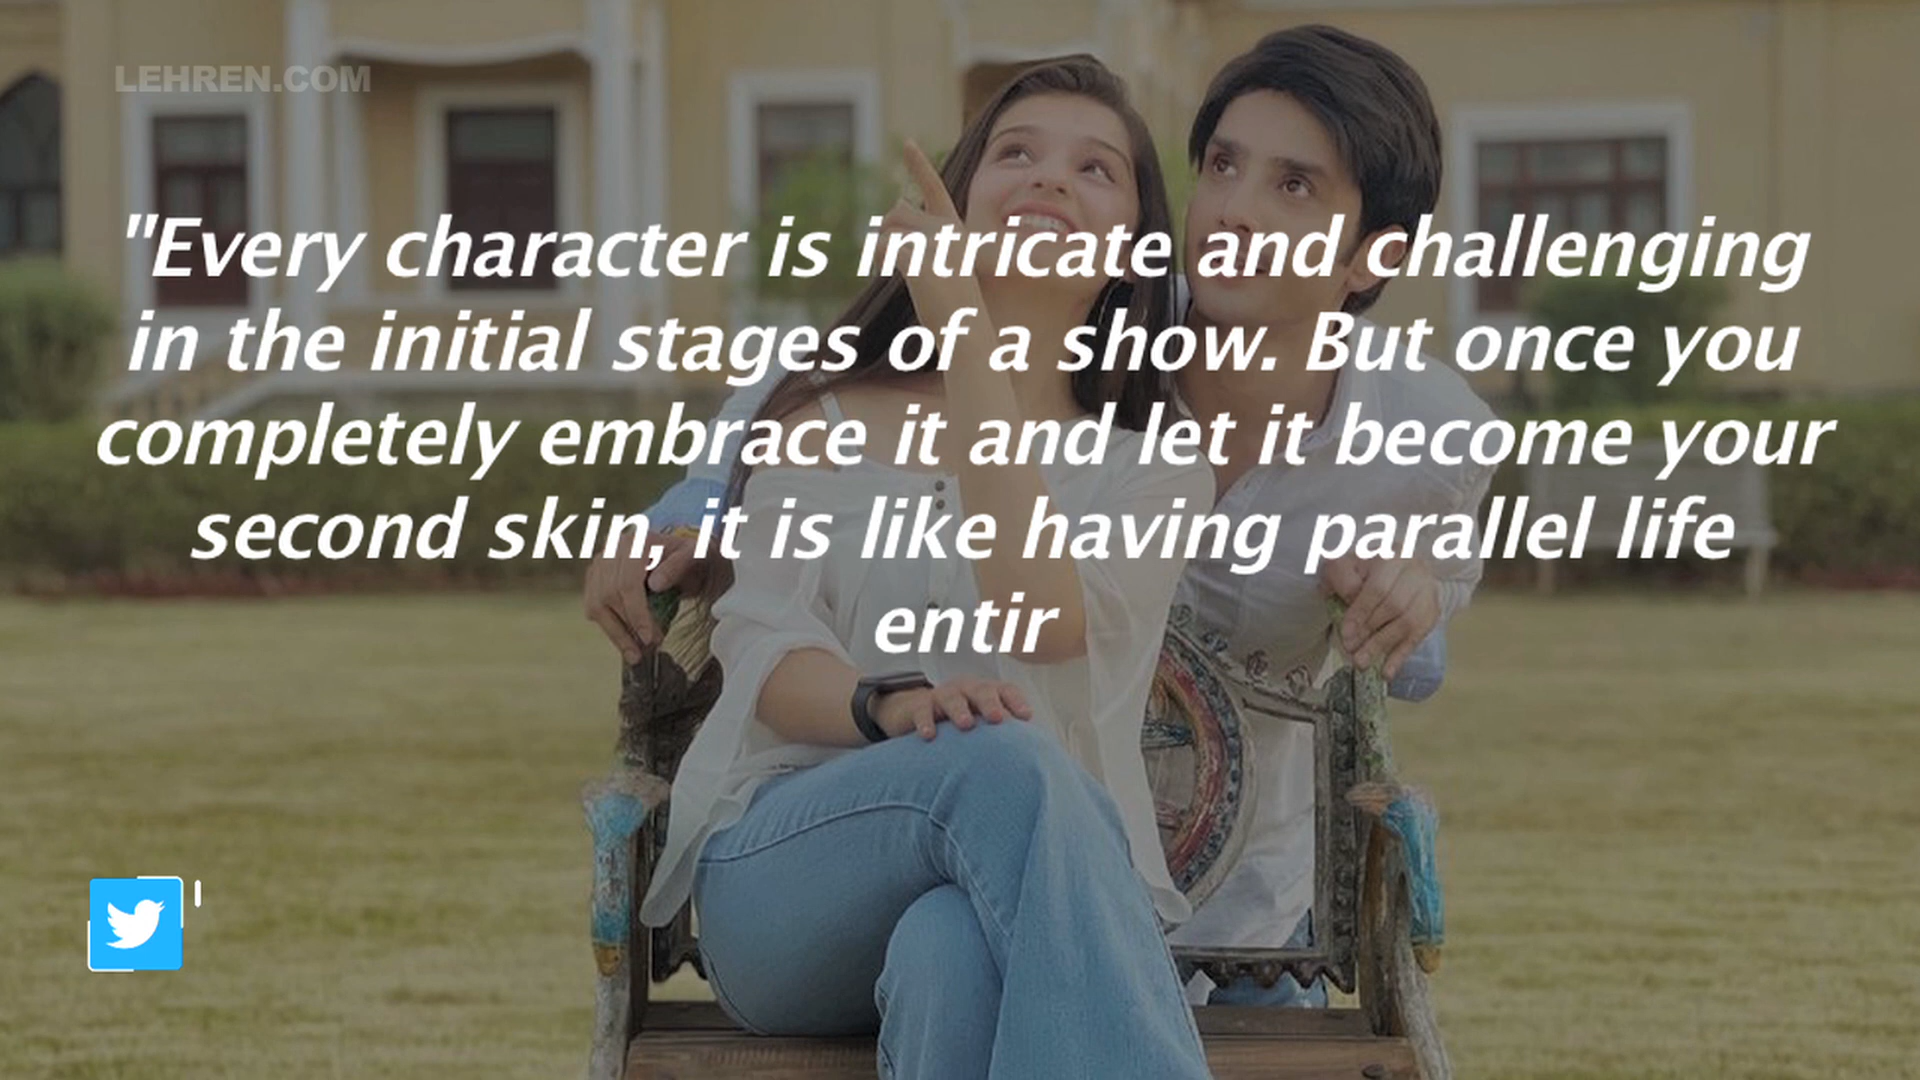 LEHREN.COM
"Every character is intricate and challenging
in the initial stages of a show. But once you
completely embrace it and let it become your
second skin, it is like having parallel life
entir